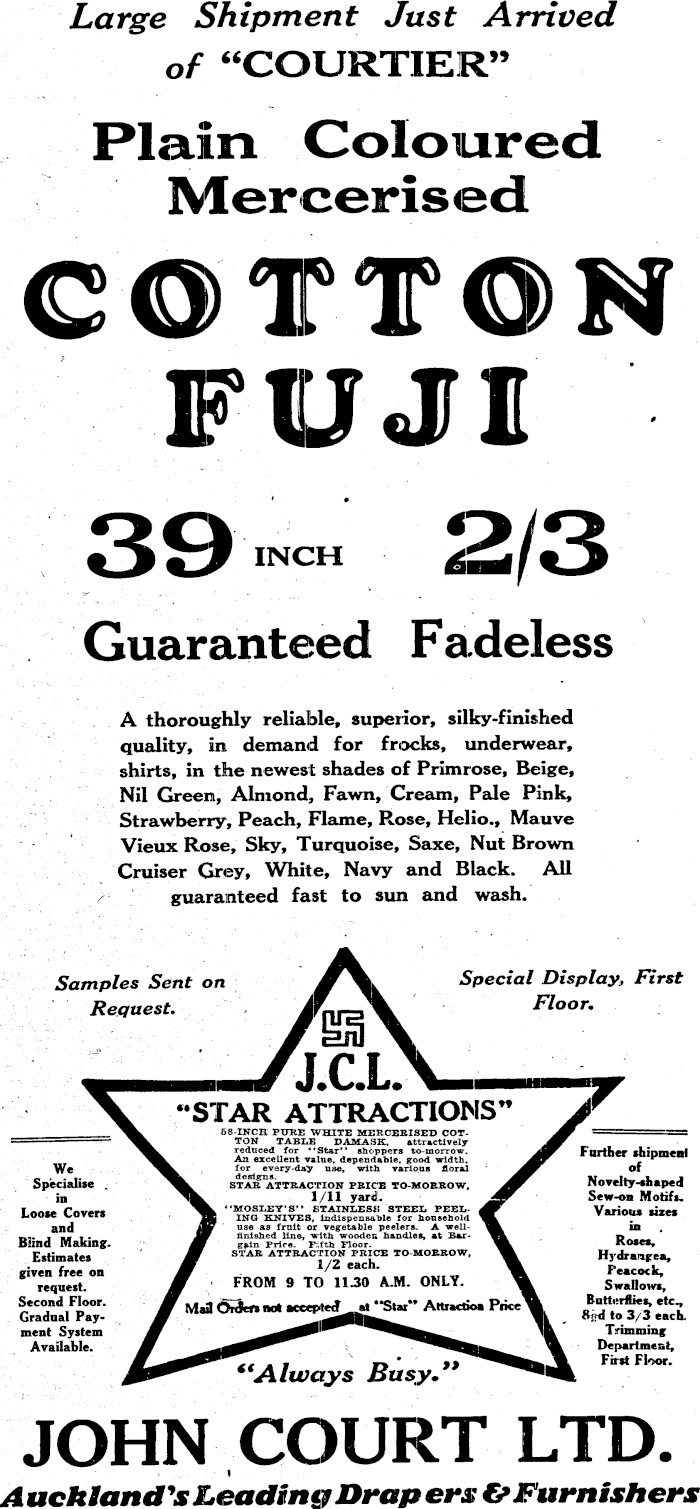 Large Shipment Just Arrived
of "COURTIER"
Plain Coloured
Mercerised
COTTON
FUJI
39 INCH 2/3
Guaranteed Fadeless
A thoroughly reliable, superior, silky-finished
quality, in demand for frocks, underwear,
shirts, in the newest shades of Primrose, Beige,
Nil Green, Almond, Fawn, Cream, Pale Pink,
Strawberry, Peach, Flame, Rose, Helio., Mauve
Vieux Rose, Sky, Turquoise, Saxe, Nut Brown
Cruiser Grey, White, Navy and Black. All
guaranteed fast to sun and wash.
Samples Sent on
Request.
Special Display, First
Floor.
J.C.L.
"STAR ATTRACTIONS"
58-INCH PURE WHITE MERCERISED COT-
TON TABLE DAMASK, attractively
reduced for "Star" shoppers to-morrow.
An excellent value, dependable, good width,
for every-day use, with various floral
designs.
STAR ATTRACTION PRICE TO-MORROW,
1/11 yard.
"MOSLEY'S" STAINLESS STEEL PEEL-
ING KNIVES, indispensable for household
use as fruit or vegetable peelers. A well-
finished line, with wooden handles, at Bar-
gain Price. Fifth Floor.
STAR ATTRACTION PRICE TO-MORROW,
1/2 each.
FROM 9 TO 11.30 A.M. ONLY.
Mail Orders not accepted at "Star" Attraction Price
We
Specialise
in
Loose Covers
and
Blind Making.
Estimates
given free on
request.
Second Floor.
Gradual Pay-
ment System
Available.
Further shipment
of
Novelty-shaped
Sew-on Motifs.
Various sizes
in
Roses,
Hydrangea,
Peacock,
Swallows,
Butterflies, etc.,
to 3/3 each.
Trimming
Department,
First Floor.
"Always Busy."
JOHN COURT LTD.
Auckland's Leading Drapers & Furnishers